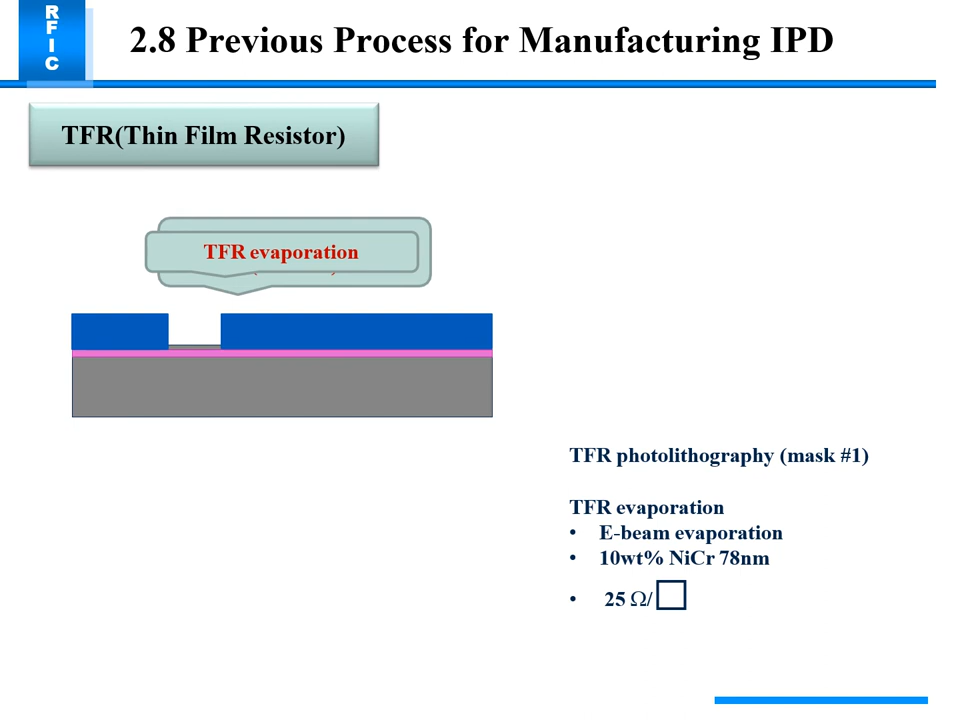 R
F
I
C
2.8 Previous Process for Manufacturing IPD
TFR(Thin Film Resistor)
TFR evaporation
TFR photolithography (mask #1)
TFR evaporation
• E-beam evaporation
• 10wt% NiCr 78nm
• 25 Ω/□